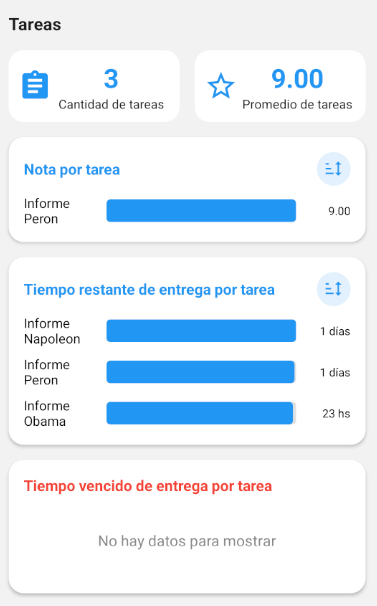 Tareas
3
Cantidad de tareas
9.00
Promedio de tareas
Nota por tarea
Informe
Peron
9.00
Tiempo restante de entrega por tarea
Informe
Napoleon
1 días
Informe
Peron
1 días
Informe
Obama
23 hs
Tiempo vencido de entrega por tarea
No hay datos para mostrar